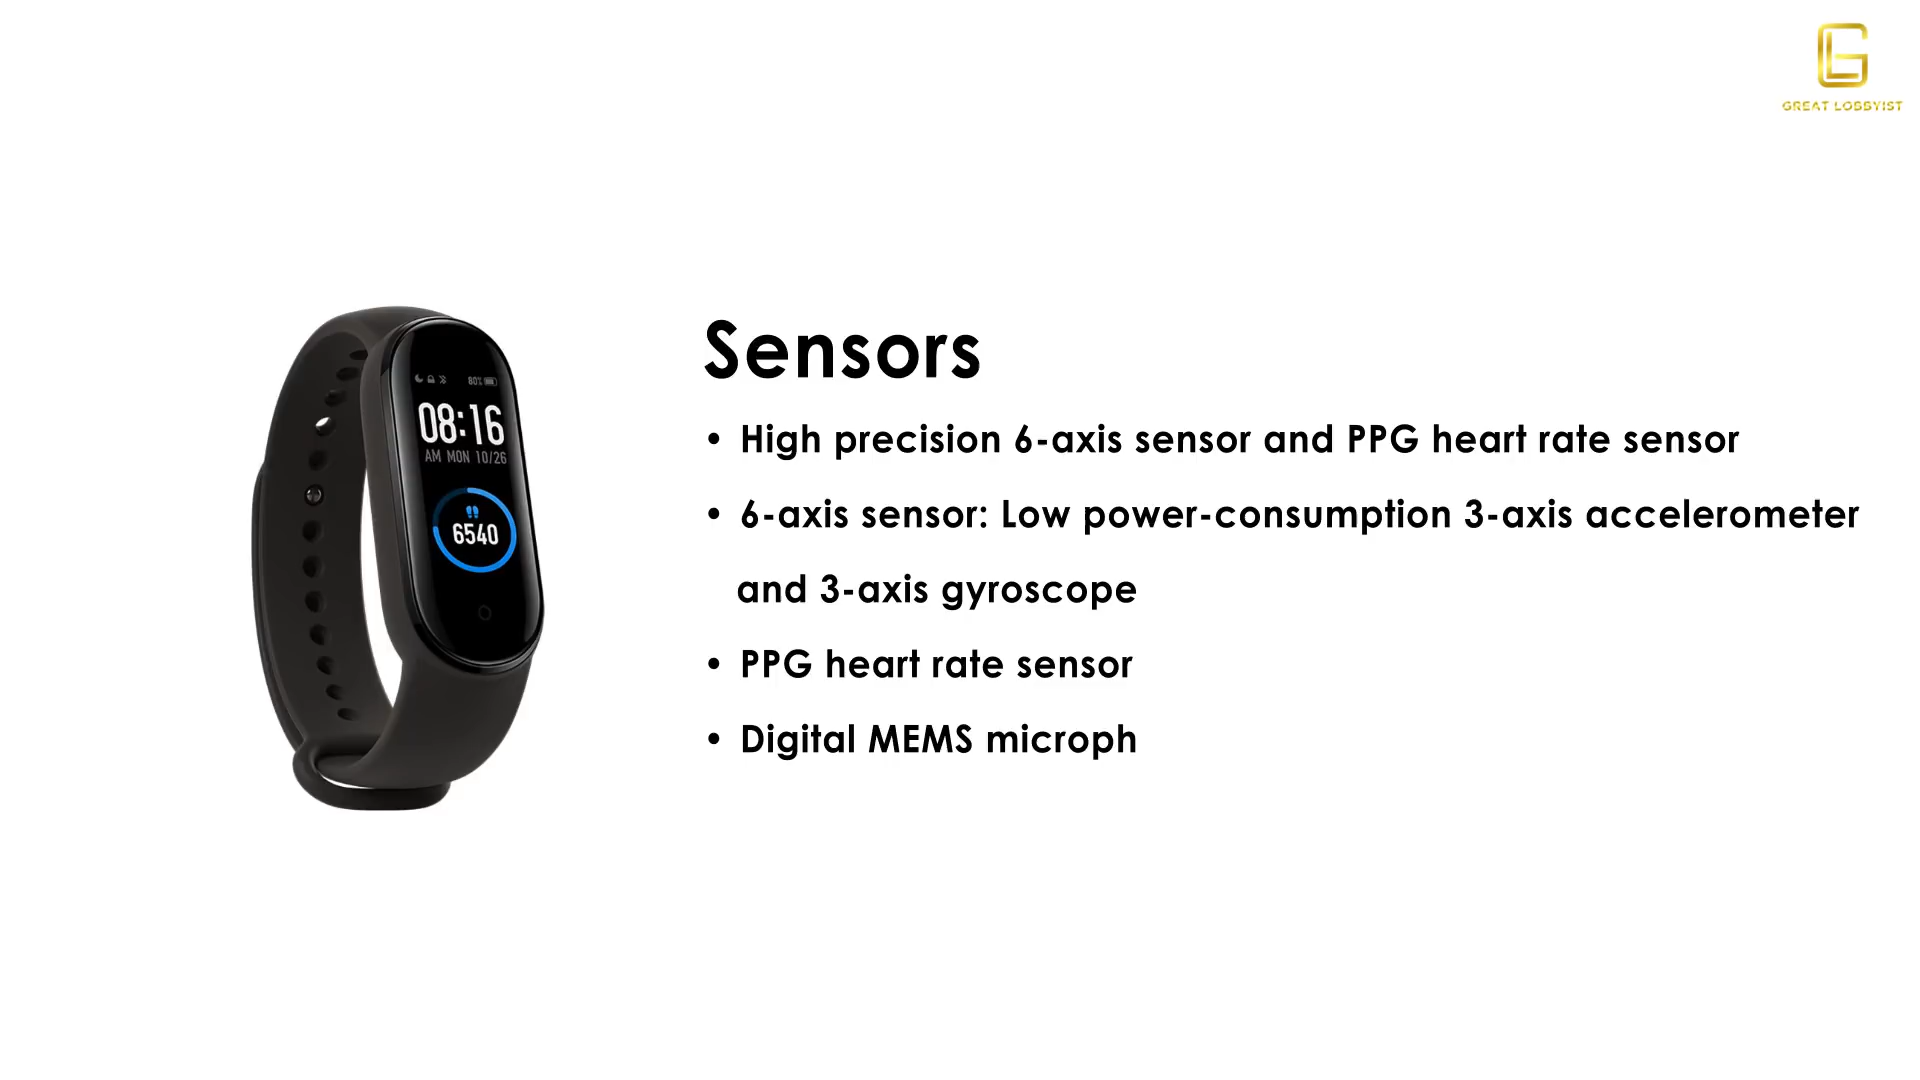 GREAT LOBBYIST
Sensors
• High precision 6-axis sensor and PPG heart rate sensor
• 6-axis sensor: Low power-consumption 3-axis accelerometer
and 3-axis gyroscope
• PPG heart rate sensor
• Digital MEMS microph
80%
08:16
AM MON 10/26
6540